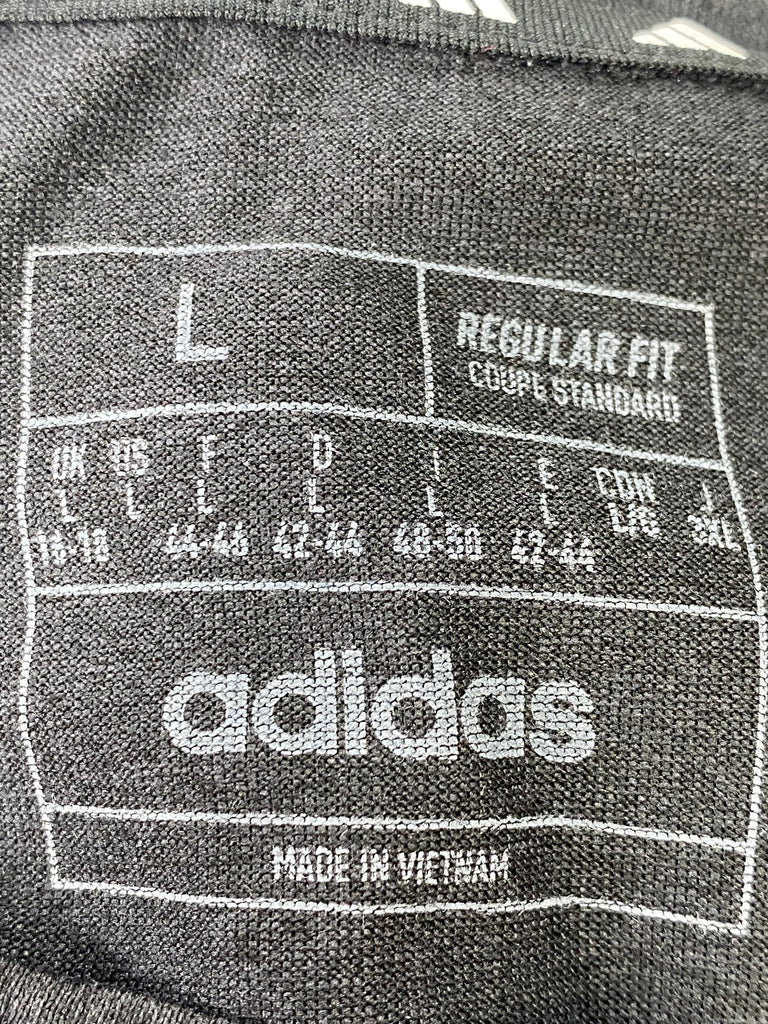 L
REGULAR FIT
COUPE STANDARD
UK US F D I E CDN J
L L L L L L L/G 3XL
16-18 44-46 42-44 48-50 42-44
adidas
MADE IN VIETNAM